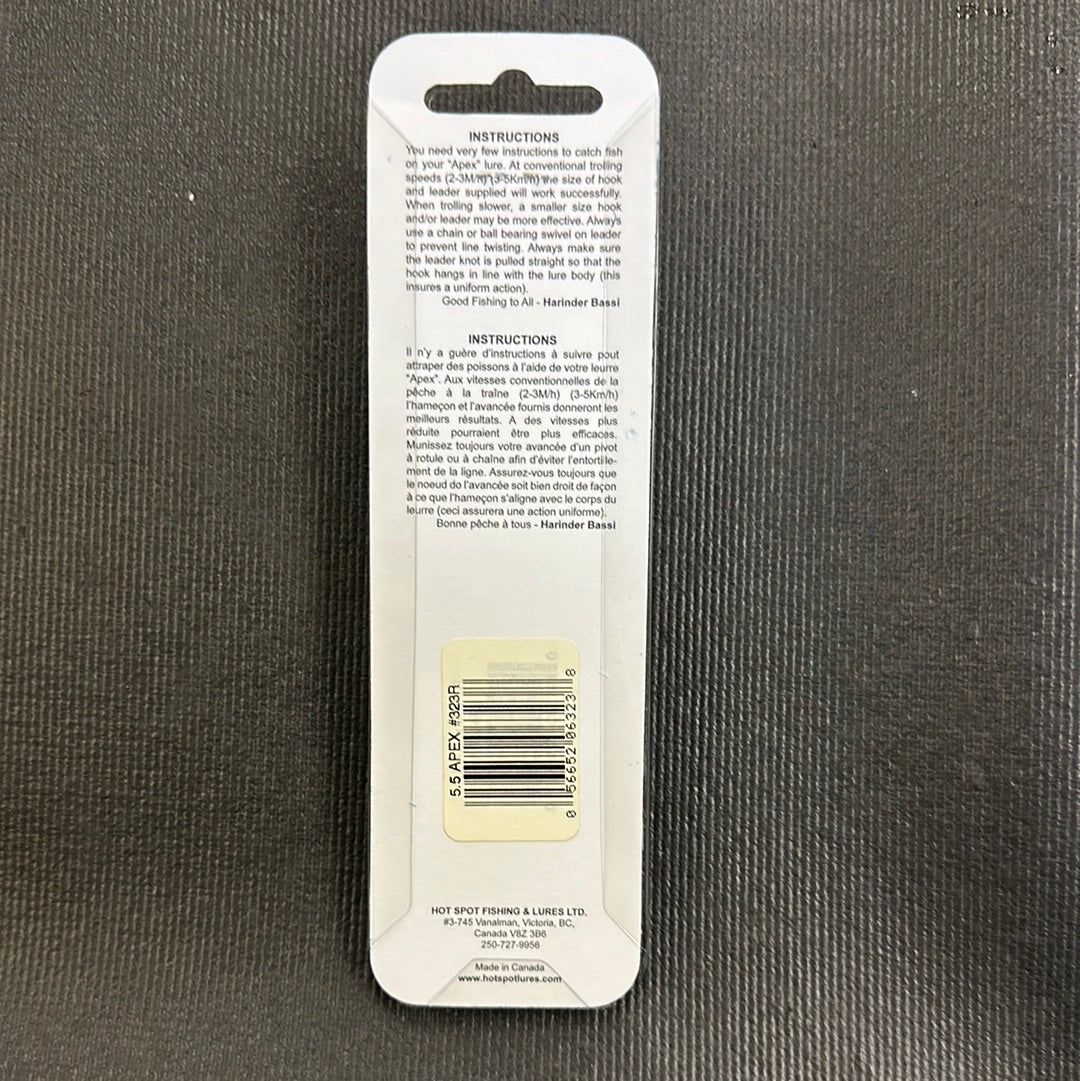 INSTRUCTIONS
You need very few instructions to catch fish
on your "Apex" lure. At conventional trolling
speeds (2-3M/h) (3-5Km/h) the size of hook
and leader supplied will work successfully.
When trolling slower, a smaller size hook
and/or leader may be more effective. Always
use a chain or ball bearing swivel on leader
to prevent line twisting. Always make sure
the leader knot is pulled straight so that the
hook hangs in line with the lure body (this
insures a uniform action).
Good Fishing to All - Harinder Bassi
INSTRUCTIONS
Il n'y a guère d'instructions à suivre pout
attraper des poissons à l'aide de votre leurre
"Apex". Aux vitesses conventionnelles de la
pêche à la traîne (2-3M/h) (3-5Km/h)
l'hameçon et l'avancée fournis donneront les
meilleurs résultats. A des vitesses plus
réduite pourraient être plus efficaces.
Munissez toujours votre avancée d'un pivot
à rotule ou à chaîne afin d'éviter l'entortile-
ment de la ligne. Assurez-vous toujours que
le noeud do l'avancée soit bien droit de façon
à ce que l'hameçon s'aligne avec le corps du
leurre (ceci assurera une action uniforme).
Bonne pêche à tous - Harinder Bassi
5.5 APEX #323R
0 56652 06323 8
HOT SPOT FISHING & LURES LTD.
#3-745 Vanalman, Victoria, BC,
Canada V8Z 3B6
250-727-9956
Made in Canada
www.hotspotlures.com